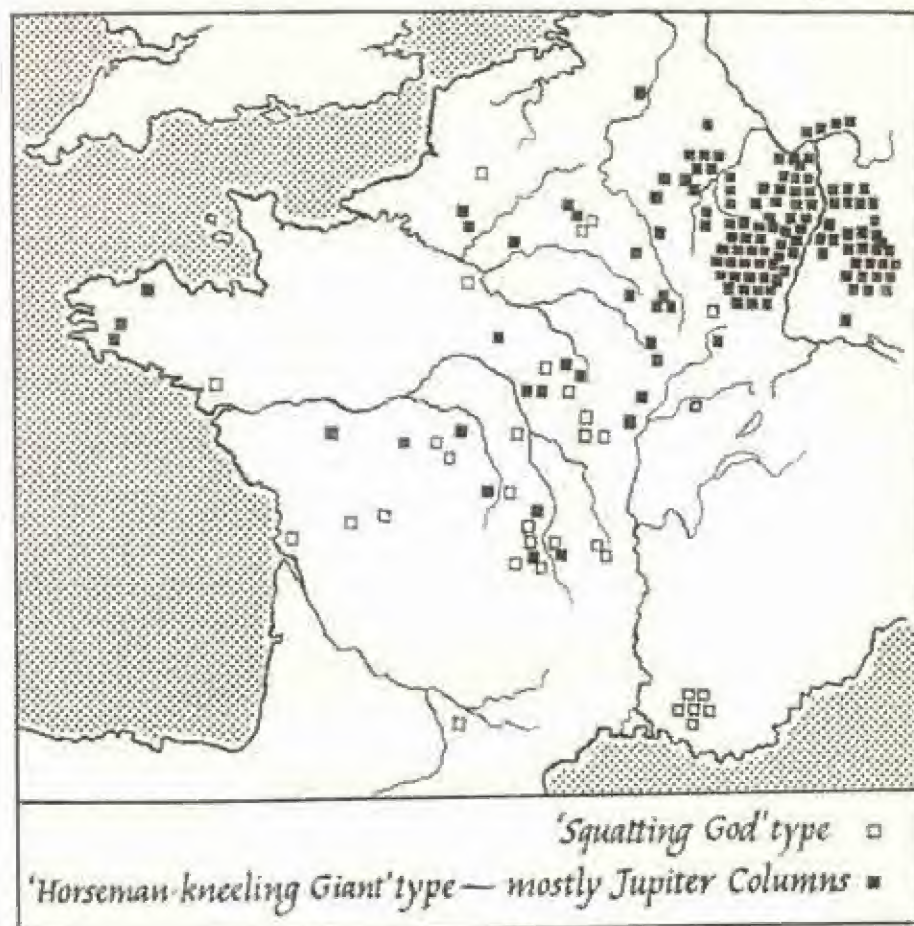 'Squatting God' type
'Horseman-kneeling Giant' type — mostly Jupiter Columns